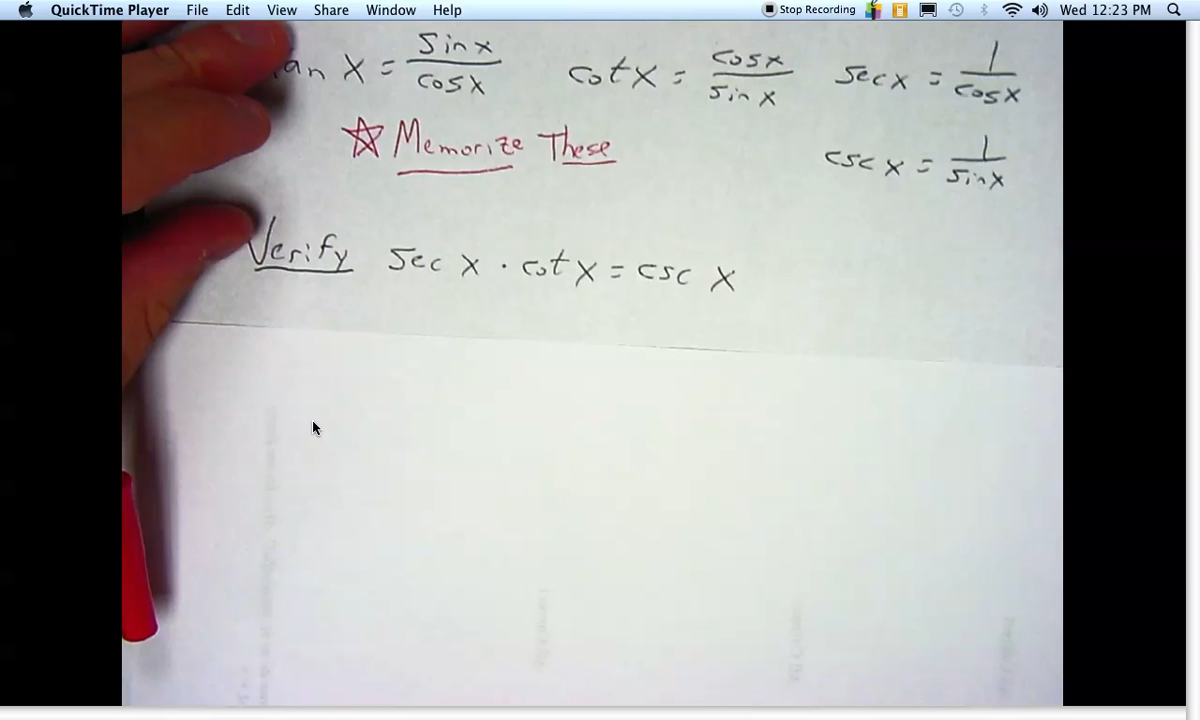 QuickTime Player File Edit View Share Window Help Stop Recording Wed 12:23 PM
an x = sin x / cos x cot x = cos x / sin x sec x = 1 / cos x
☆ Memorize These csc x = 1 / sin x
Verify sec x · cot x = csc x